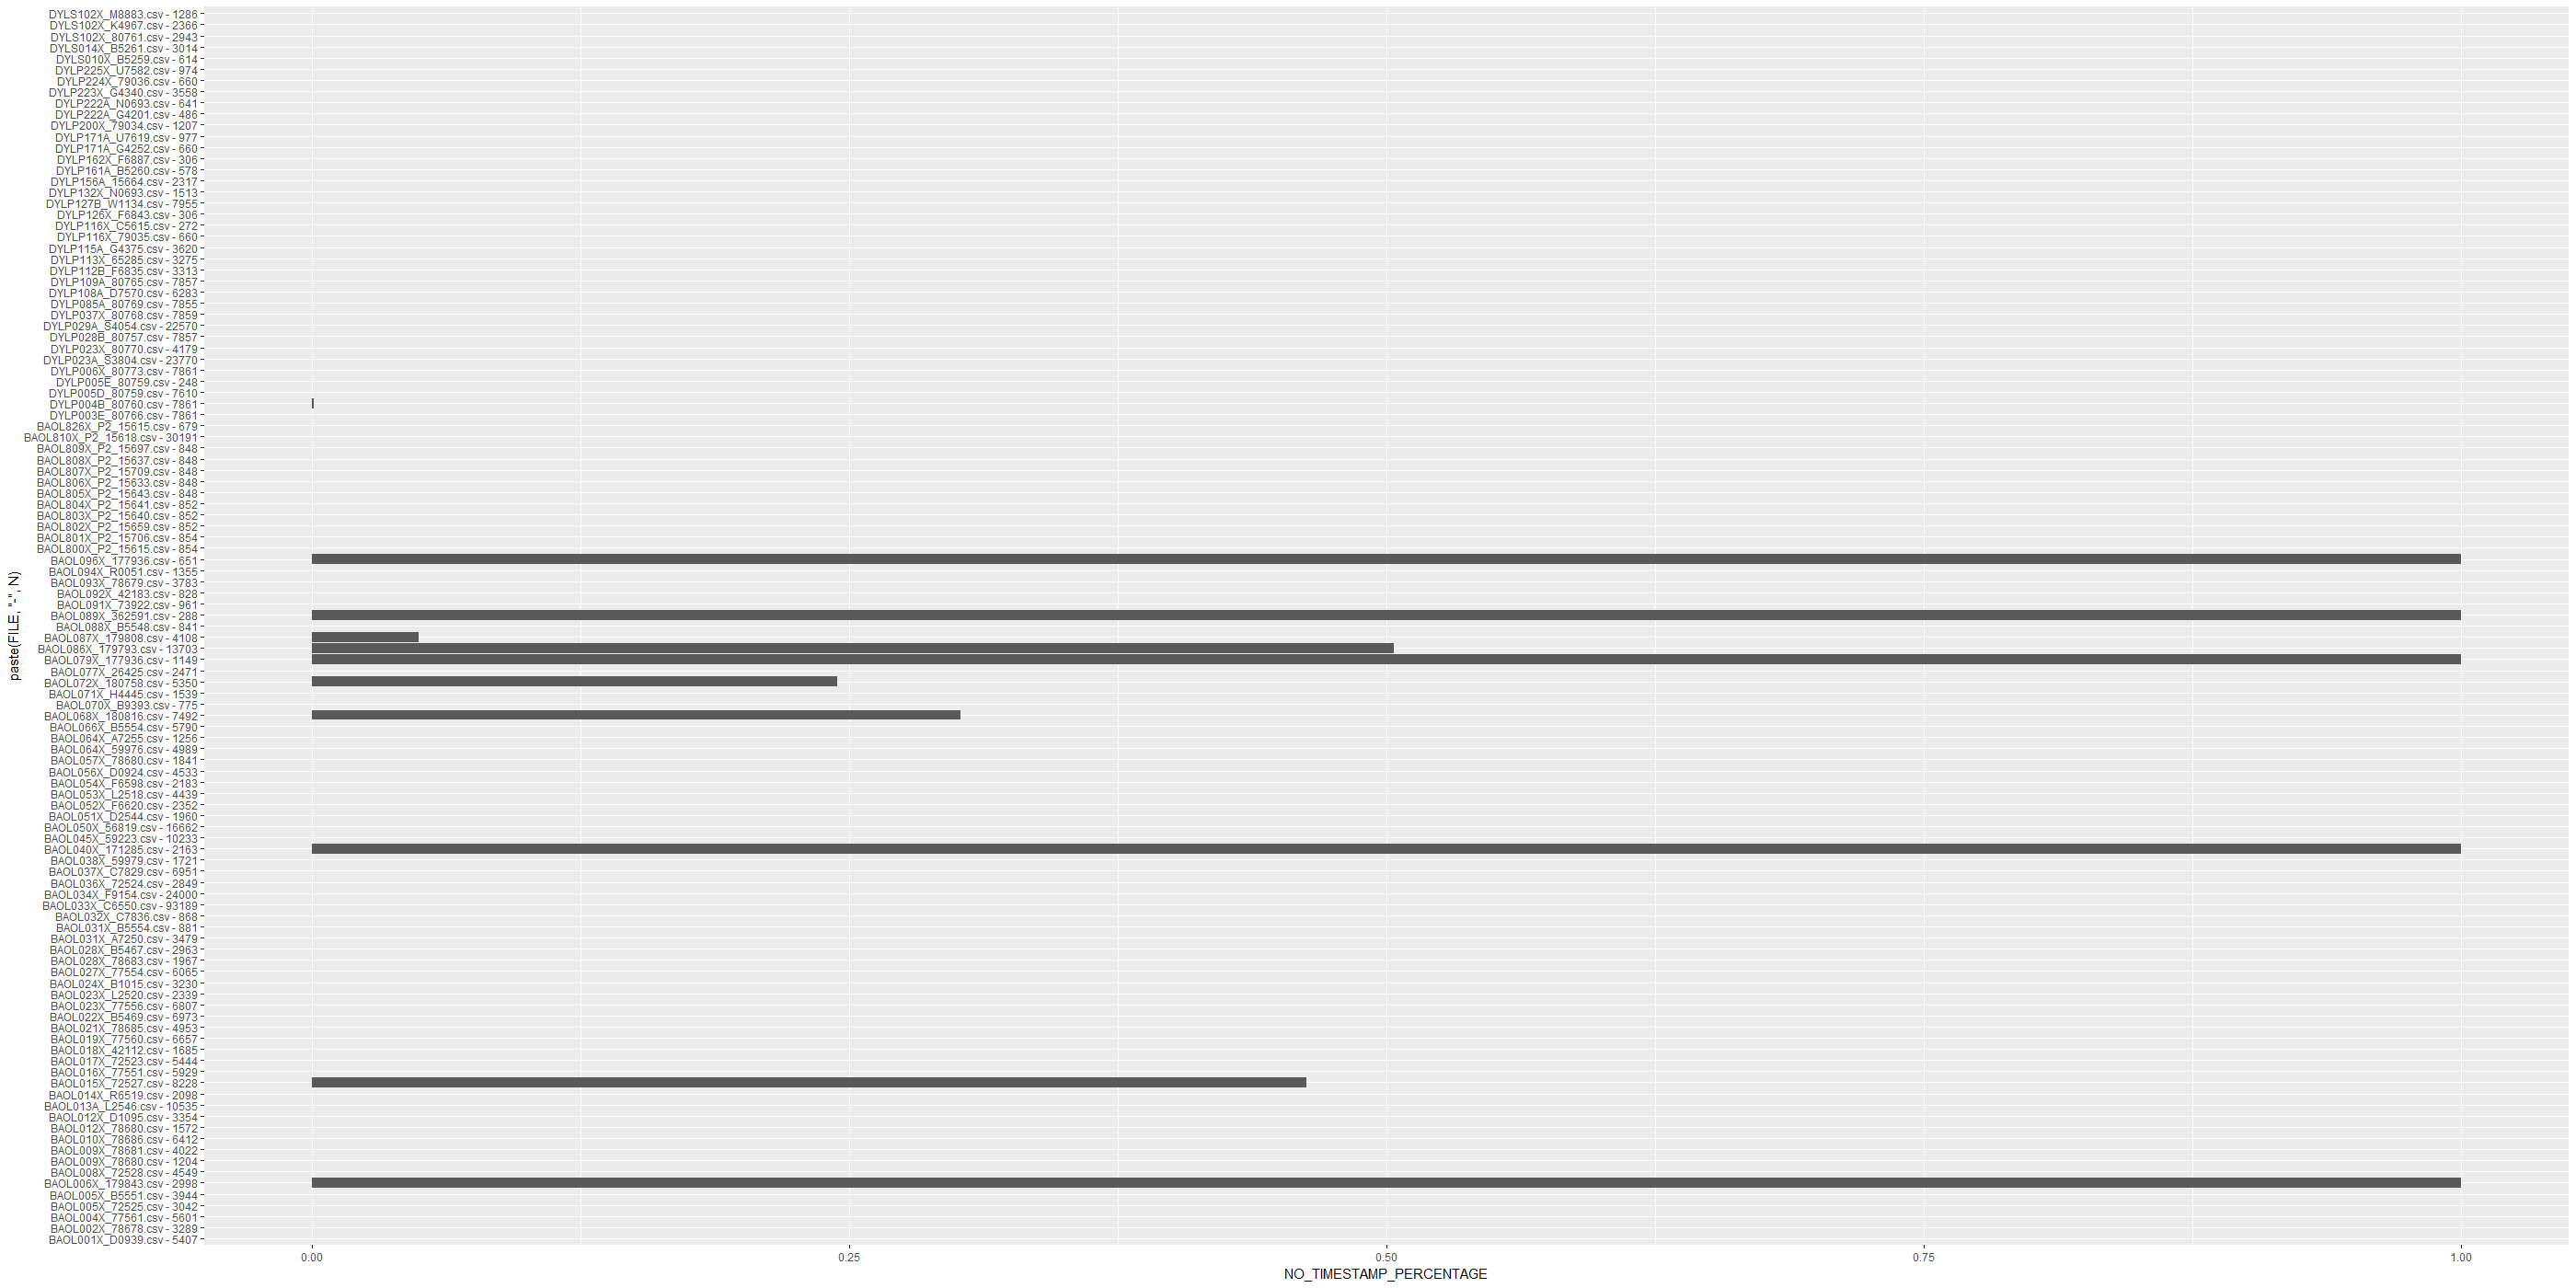 DYLS102X_M8883.csv - 1286
DYLS102X_K4967.csv - 2366
DYLS102X_80761.csv - 2943
DYLS014X_B5261.csv - 3014
DYLS010X_B5259.csv - 614
DYLP225X_U7582.csv - 974
DYLP224X_79036.csv - 660
DYLP223X_G4340.csv - 3558
DYLP222A_N0693.csv - 641
DYLP222A_G4201.csv - 486
DYLP200X_79034.csv - 1207
DYLP171A_U7619.csv - 977
DYLP171A_G4252.csv - 660
DYLP162X_F6887.csv - 306
DYLP161A_B5260.csv - 578
DYLP156A_15664.csv - 2317
DYLP132X_N0693.csv - 1513
DYLP127B_W1134.csv - 7955
DYLP126X_F6843.csv - 306
DYLP116X_C5615.csv - 272
DYLP116X_79035.csv - 660
DYLP115A_G4375.csv - 3620
DYLP113X_65285.csv - 3275
DYLP112B_F6835.csv - 3313
DYLP109A_80765.csv - 7857
DYLP108A_D7570.csv - 6283
DYLP085A_80769.csv - 7855
DYLP037X_80768.csv - 7859
DYLP029A_S4054.csv - 22570
DYLP028B_80757.csv - 7857
DYLP023X_80770.csv - 4179
DYLP023A_S3804.csv - 23770
DYLP006X_80773.csv - 7861
DYLP005E_80759.csv - 248
DYLP005D_80759.csv - 7610
DYLP004B_80760.csv - 7861
DYLP003E_80766.csv - 7861
BAOL826X_P2_15615.csv - 679
BAOL810X_P2_15618.csv - 30191
BAOL809X_P2_15697.csv - 848
BAOL808X_P2_15637.csv - 848
BAOL807X_P2_15709.csv - 848
BAOL806X_P2_15633.csv - 848
BAOL805X_P2_15643.csv - 848
BAOL804X_P2_15641.csv - 852
BAOL803X_P2_15640.csv - 852
BAOL802X_P2_15659.csv - 852
BAOL801X_P2_15706.csv - 854
BAOL800X_P2_15615.csv - 854
BAOL096X_177936.csv - 651
BAOL094X_R0051.csv - 1355
BAOL093X_78679.csv - 3783
BAOL092X_42183.csv - 828
BAOL091X_73922.csv - 961
BAOL089X_362591.csv - 288
BAOL088X_B5548.csv - 841
BAOL087X_179808.csv - 4108
BAOL086X_179793.csv - 13703
BAOL079X_177936.csv - 1149
BAOL077X_26425.csv - 2471
BAOL072X_180758.csv - 5350
BAOL071X_H4445.csv - 1539
BAOL070X_B9393.csv - 775
BAOL068X_180816.csv - 7492
BAOL066X_B5554.csv - 5790
BAOL064X_A7255.csv - 1256
BAOL064X_59976.csv - 4989
BAOL057X_78680.csv - 1841
BAOL056X_D0924.csv - 4533
BAOL054X_F6598.csv - 2183
BAOL053X_L2518.csv - 4439
BAOL052X_F6620.csv - 2352
BAOL051X_D2544.csv - 1960
BAOL050X_56819.csv - 16662
BAOL045X_59223.csv - 10233
BAOL040X_171285.csv - 2163
BAOL038X_59979.csv - 1721
BAOL037X_C7829.csv - 6951
BAOL036X_72524.csv - 2849
BAOL034X_F9154.csv - 24000
BAOL033X_C6550.csv - 93189
BAOL032X_C7836.csv - 868
BAOL031X_B5554.csv - 881
BAOL031X_A7250.csv - 3479
BAOL028X_B5467.csv - 2963
BAOL028X_78683.csv - 1967
BAOL027X_77554.csv - 6065
BAOL024X_B1015.csv - 3230
BAOL023X_L2520.csv - 2339
BAOL023X_77556.csv - 6807
BAOL022X_B5469.csv - 6973
BAOL021X_78685.csv - 4953
BAOL019X_77560.csv - 6657
BAOL018X_42112.csv - 1685
BAOL017X_72523.csv - 5444
BAOL016X_77551.csv - 5929
BAOL015X_72527.csv - 8228
BAOL014X_R6519.csv - 2098
BAOL013A_L2546.csv - 10535
BAOL012X_D1095.csv - 3354
BAOL012X_78680.csv - 1572
BAOL010X_78686.csv - 6412
BAOL009X_78681.csv - 4022
BAOL009X_78680.csv - 1204
BAOL008X_72528.csv - 4549
BAOL006X_179843.csv - 2998
BAOL005X_B5551.csv - 3944
BAOL005X_72525.csv - 3042
BAOL004X_77561.csv - 5601
BAOL002X_78678.csv - 3289
BAOL001X_D0939.csv - 5407
paste(FILE, "-", N)
0.00 0.25 0.50 0.75 1.00
NO_TIMESTAMP_PERCENTAGE